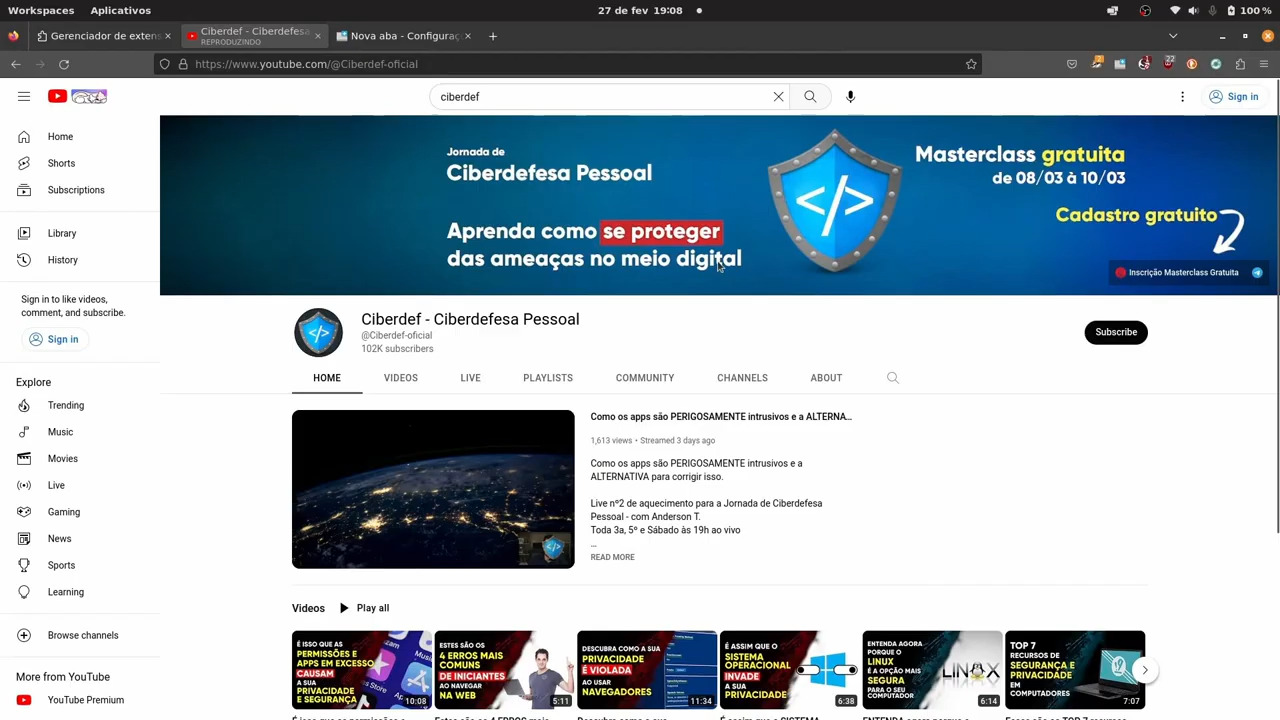 Workspaces Aplicativos 27 de fev 19:08 100 %
Gerenciador de extens
Ciberdef - Ciberdefesa
REPRODUZINDO
Nova aba - Configuraç
https://www.youtube.com/@Ciberdef-oficial
ciberdef
Sign in
Home
Shorts
Subscriptions
Library
History
Sign in to like videos,
comment, and subscribe.
Sign in
Explore
Trending
Music
Movies
Live
Gaming
News
Sports
Learning
Browse channels
More from YouTube
YouTube Premium
Jornada de
Ciberdefesa Pessoal
Aprenda como se proteger
das ameaças no meio digital
</>
Masterclass gratuita
de 08/03 à 10/03
Cadastro gratuito
Inscrição Masterclass Gratuita
</>
Ciberdef - Ciberdefesa Pessoal
@Ciberdef-oficial
102K subscribers
Subscribe
HOME VIDEOS LIVE PLAYLISTS COMMUNITY CHANNELS ABOUT
Como os apps são PERIGOSAMENTE intrusivos e a ALTERNA...
1,613 views • Streamed 3 days ago
Como os apps são PERIGOSAMENTE intrusivos e a
ALTERNATIVA para corrigir isso.
Live nº2 de aquecimento para a Jornada de Ciberdefesa
Pessoal - com Anderson T.
Toda 3a, 5º e Sábado às 19h ao vivo
...
READ MORE
Videos Play all
É ISSO QUE AS
PERMISSÕES E
APPS EM EXCESSO
CAUSAM
A SUA
PRIVACIDADE
E SEGURANÇA
10:08
ESTES SÃO OS
4 ERROS MAIS
COMUNS
DE INICIANTES
AO NAVEGAR
NA WEB
5:11
DESCUBRA COMO A SUA
PRIVACIDADE
É VIOLADA
AO USAR
NAVEGADORES
11:34
É ASSIM QUE O
SISTEMA
OPERACIONAL
INVADE
A SUA
PRIVACIDADE
6:38
ENTENDA AGORA
PORQUE O
LINUX
É A OPÇÃO MAIS
SEGURA
PARA O SEU
COMPUTADOR
LINUX
6:14
TOP 7
RECURSOS DE
SEGURANÇA E
PRIVACIDADE
EM
COMPUTADORES
7:07